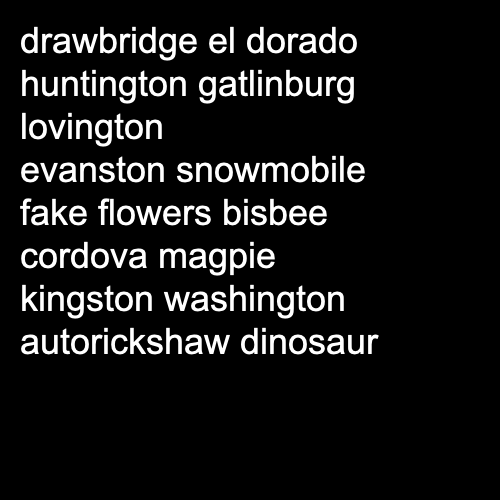 drawbridge el dorado
huntington gatlinburg
lovington
evanston snowmobile
fake flowers bisbee
cordova magpie
kingston washington
autorickshaw dinosaur